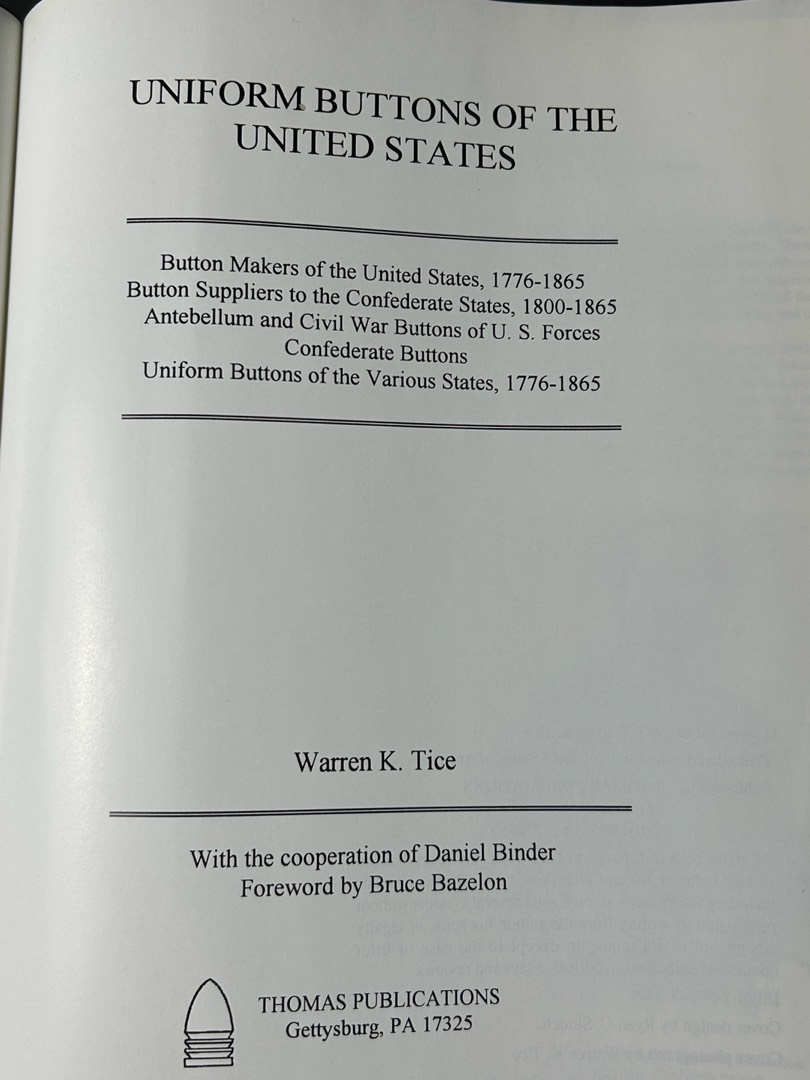 UNIFORM BUTTONS OF THE
UNITED STATES
Button Makers of the United States, 1776-1865
Button Suppliers to the Confederate States, 1800-1865
Antebellum and Civil War Buttons of U. S. Forces
Confederate Buttons
Uniform Buttons of the Various States, 1776-1865
Warren K. Tice
With the cooperation of Daniel Binder
Foreword by Bruce Bazelon
THOMAS PUBLICATIONS
Gettysburg, PA 17325